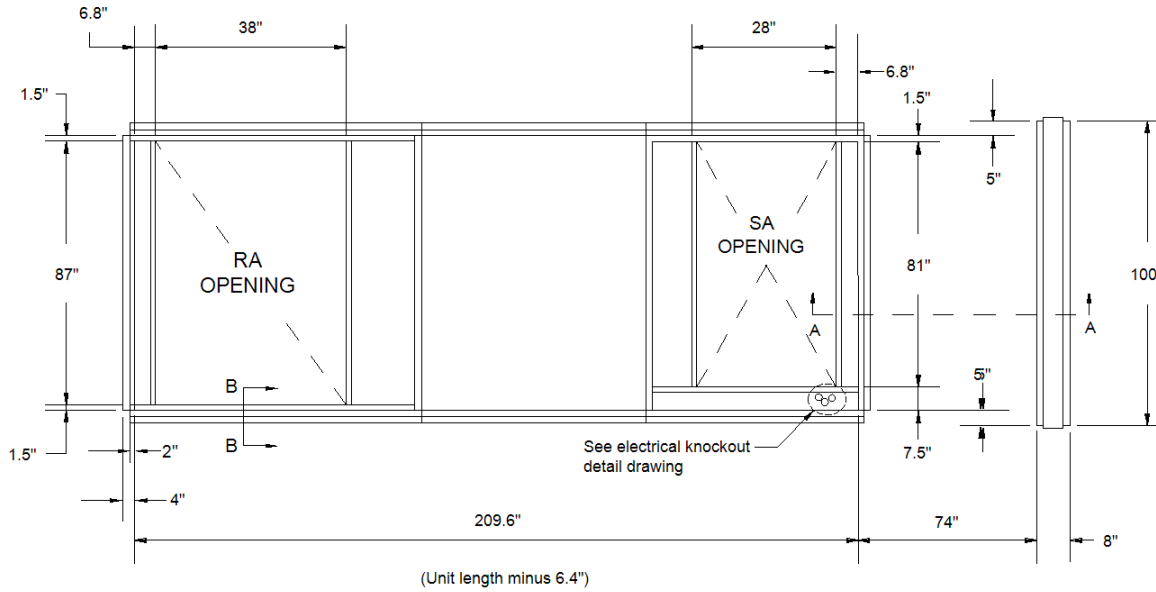 6.8"
38"
28"
6.8"
1.5"
1.5"
5"
RA
OPENING
SA
OPENING
87"
81"
100
A
A
B
B
5"
See electrical knockout
detail drawing
7.5"
1.5"
2"
4"
209.6"
74"
8"
(Unit length minus 6.4")